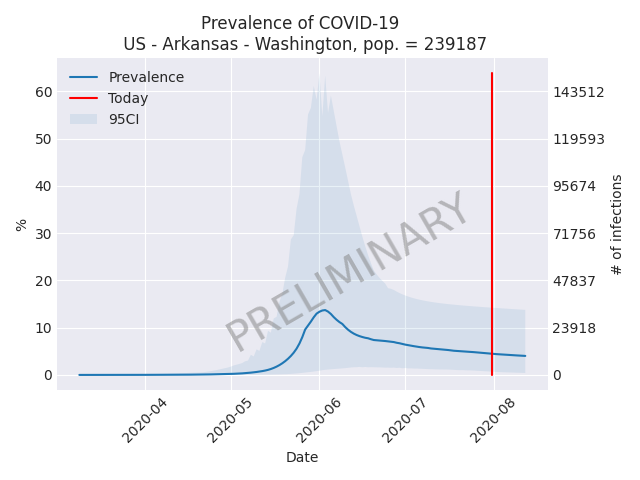 Prevalence of COVID-19
US - Arkansas - Washington, pop. = 239187
Prevalence
Today
95CI
PRELIMINARY
%
60
50
40
30
20
10
0
143512
119593
95674
71756
47837
23918
0
# of infections
2020-04
2020-05
2020-06
2020-07
2020-08
Date